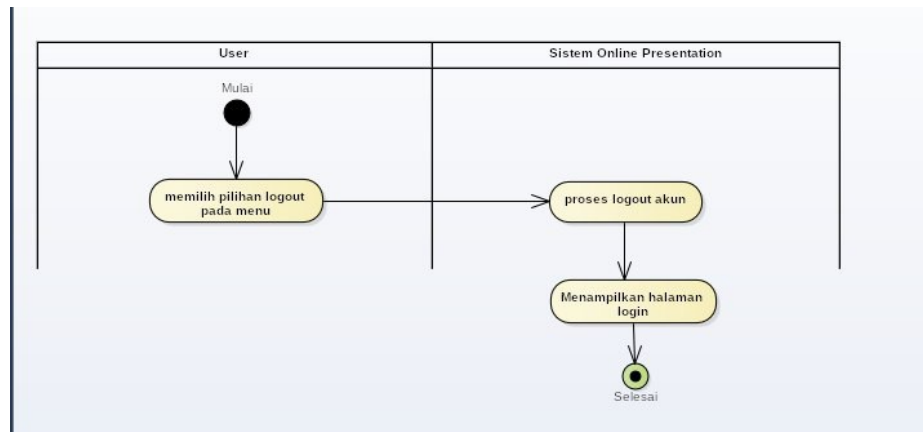 User
Sistem Online Presentation
Mulai
memilih pilihan logout
pada menu
proses logout akun
Menampilkan halaman
login
Selesai